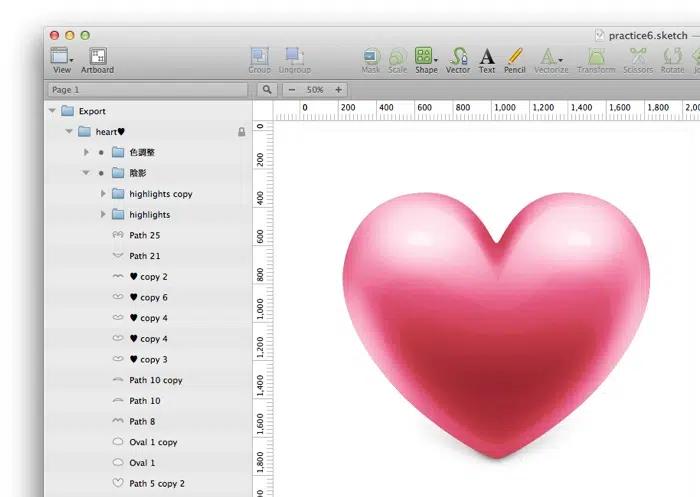 practice6.sketch —
View Artboard Group Ungroup Mask Scale Shape Vector Text Pencil Vectorize Transform Scissors Rotate
Page 1 − 50% +
0 200 400 600 800 1,000 1,200 1,400 1,600 1,800 2,00
0
200
400
600
800
1,000
1,200
1,400
1,600
1,800
Export
heart♥
色調整
陰影
highlights copy
highlights
Path 25
Path 21
♥ copy 2
♥ copy 6
♥ copy 4
♥ copy 4
♥ copy 3
Path 10 copy
Path 10
Path 8
Oval 1 copy
Oval 1
Path 5 copy 2